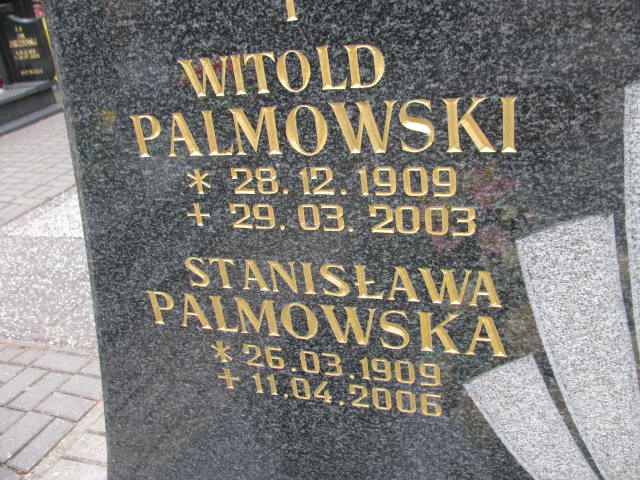 WITOLD
PALMOWSKI
* 28.12.1909
+ 29.03.2003
STANISŁAWA
PALMOWSKA
* 26.03.1909
+ 11.04.2006